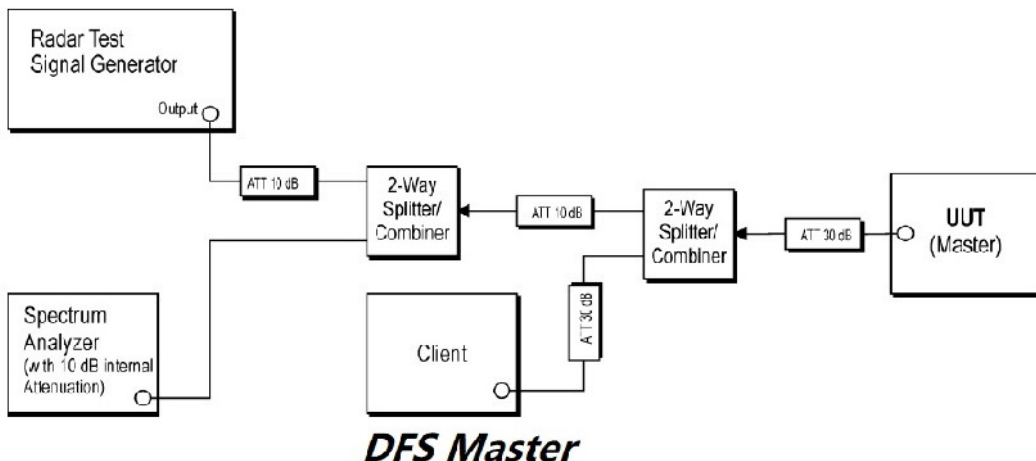 Radar Test
Signal Generator
Output
ATT 10 dB
2-Way
Splitter/
Combiner
ATT 10 dB
2-Way
Splitter/
Combiner
ATT 30 dB
UUT
(Master)
Spectrum
Analyzer
(with 10 dB internal
Attenuation)
Client
ATT 30 dB
DFS Master